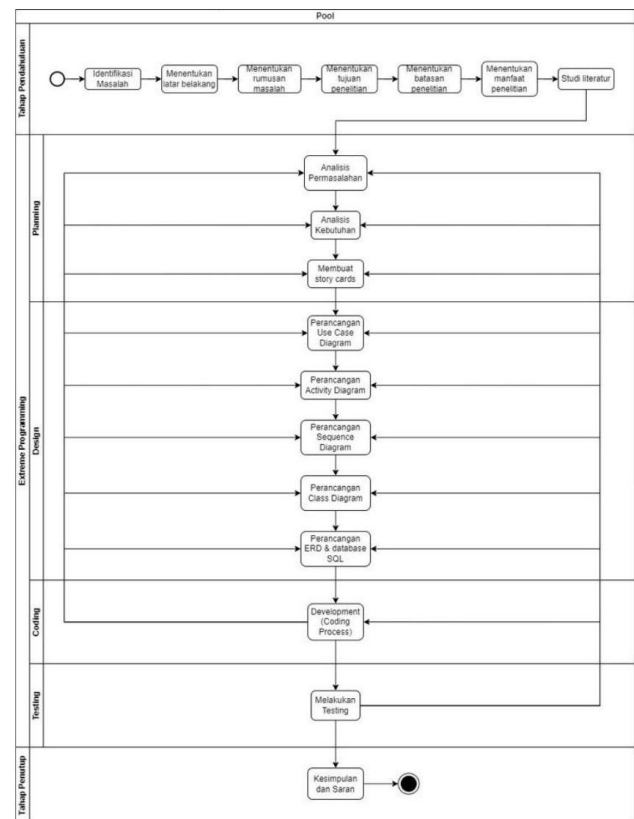 Pool
Tahap Pendahuluan
Identifikasi
Masalah
Menentukan
latar belakang
Menentukan
rumusan
masalah
Menentukan
tujuan
penelitian
Menentukan
batasan
penelitian
Menentukan
manfaat
penelitian
Studi literatur
Extreme Programming
Planning
Analisis
Permasalahan
Analisis
Kebutuhan
Membuat
story cards
Design
Perancangan
Use Case
Diagram
Perancangan
Activity Diagram
Perancangan
Sequence
Diagram
Perancangan
Class Diagram
Perancangan
ERD & database
SQL
Coding
Development
(Coding
Process)
Testing
Melakukan
Testing
Tahap Penutup
Kesimpulan
dan Saran